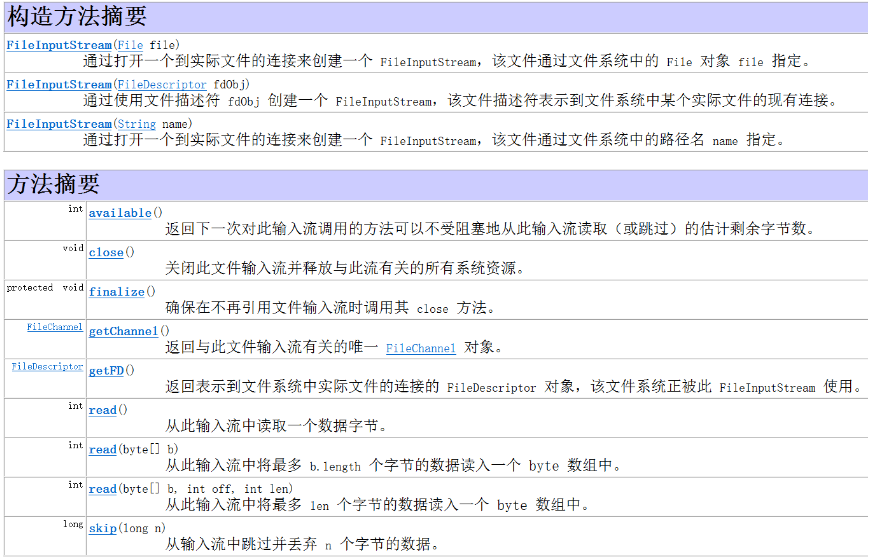 构造方法摘要
FileInputStream(File file)
通过打开一个到实际文件的连接来创建一个 FileInputStream，该文件通过文件系统中的 File 对象 file 指定。
FileInputStream(FileDescriptor fdObj)
通过使用文件描述符 fdObj 创建一个 FileInputStream，该文件描述符表示到文件系统中某个实际文件的现有连接。
FileInputStream(String name)
通过打开一个到实际文件的连接来创建一个 FileInputStream，该文件通过文件系统中的路径名 name 指定。
方法摘要
int available()
返回下一次对此输入流调用的方法可以不受阻塞地从此输入流读取（或跳过）的估计剩余字节数。
void close()
关闭此文件输入流并释放与此流有关的所有系统资源。
protected void finalize()
确保在不再引用文件输入流时调用其 close 方法。
FileChannel getChannel()
返回与此文件输入流有关的唯一 FileChannel 对象。
FileDescriptor getFD()
返回表示到文件系统中实际文件的连接的 FileDescriptor 对象，该文件系统正被此 FileInputStream 使用。
int read()
从此输入流中读取一个数据字节。
int read(byte[] b)
从此输入流中将最多 b.length 个字节的数据读入一个 byte 数组中。
int read(byte[] b, int off, int len)
从此输入流中将最多 len 个字节的数据读入一个 byte 数组中。
long skip(long n)
从输入流中跳过并丢弃 n 个字节的数据。